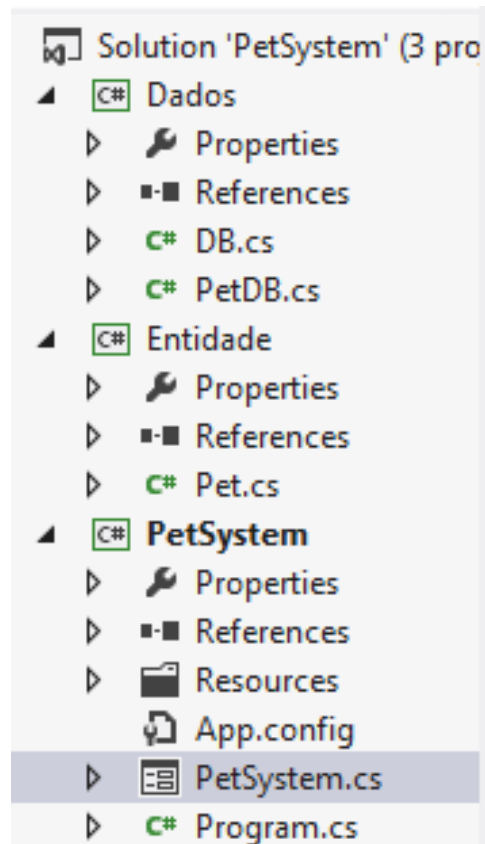 Solution 'PetSystem' (3 pro
C# Dados
Properties
References
C# DB.cs
C# PetDB.cs
C# Entidade
Properties
References
C# Pet.cs
C# PetSystem
Properties
References
Resources
App.config
PetSystem.cs
C# Program.cs